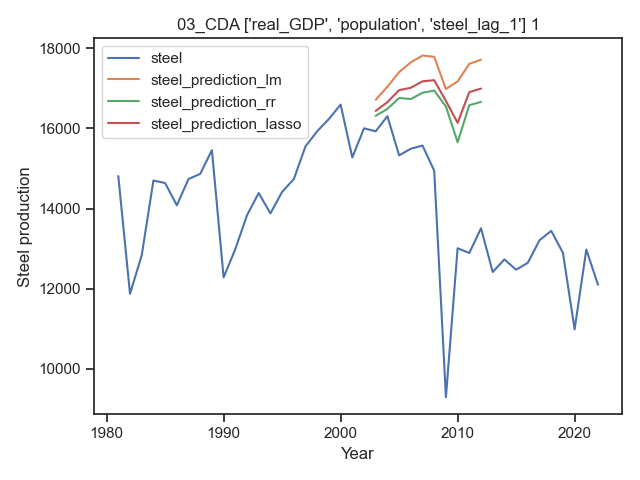 03_CDA ['real_GDP', 'population', 'steel_lag_1'] 1
steel
steel_prediction_lm
steel_prediction_rr
steel_prediction_lasso
Steel production
18000
16000
14000
12000
10000
1980
1990
2000
2010
2020
Year